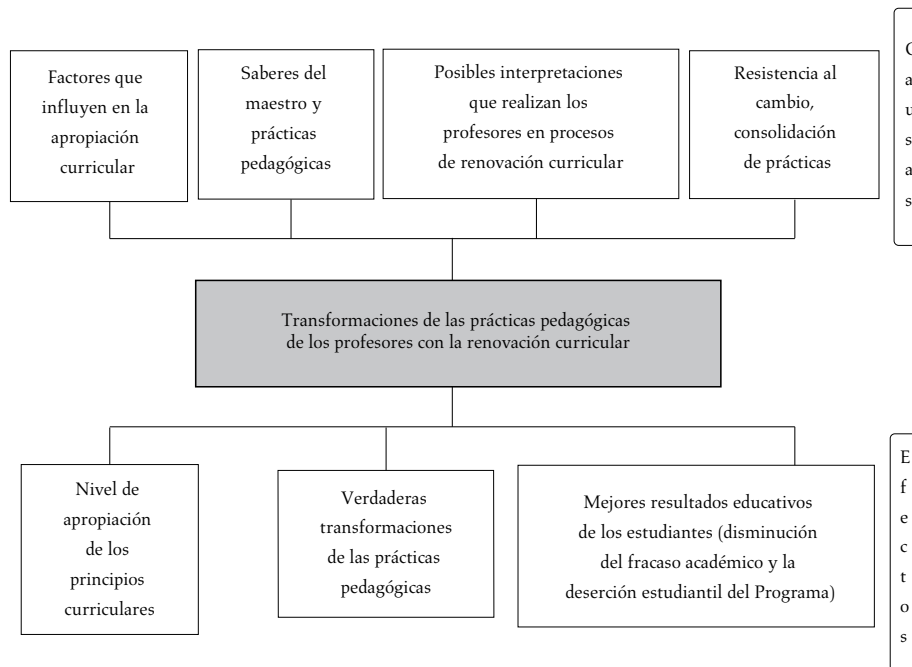 Factores que
influyen en la
apropiación
curricular
Saberes del
maestro y
prácticas
pedagógicas
Posibles interpretaciones
que realizan los
profesores en procesos
de renovación curricular
Resistencia al
cambio,
consolidación
de prácticas
C
a
u
s
a
s
Transformaciones de las prácticas pedagógicas
de los profesores con la renovación curricular
Nivel de
apropiación
de los
principios
curriculares
Verdaderas
transformaciones
de las prácticas
pedagógicas
Mejores resultados educativos
de los estudiantes (disminución
del fracaso académico y la
deserción estudiantil del Programa)
E
f
e
c
t
o
s